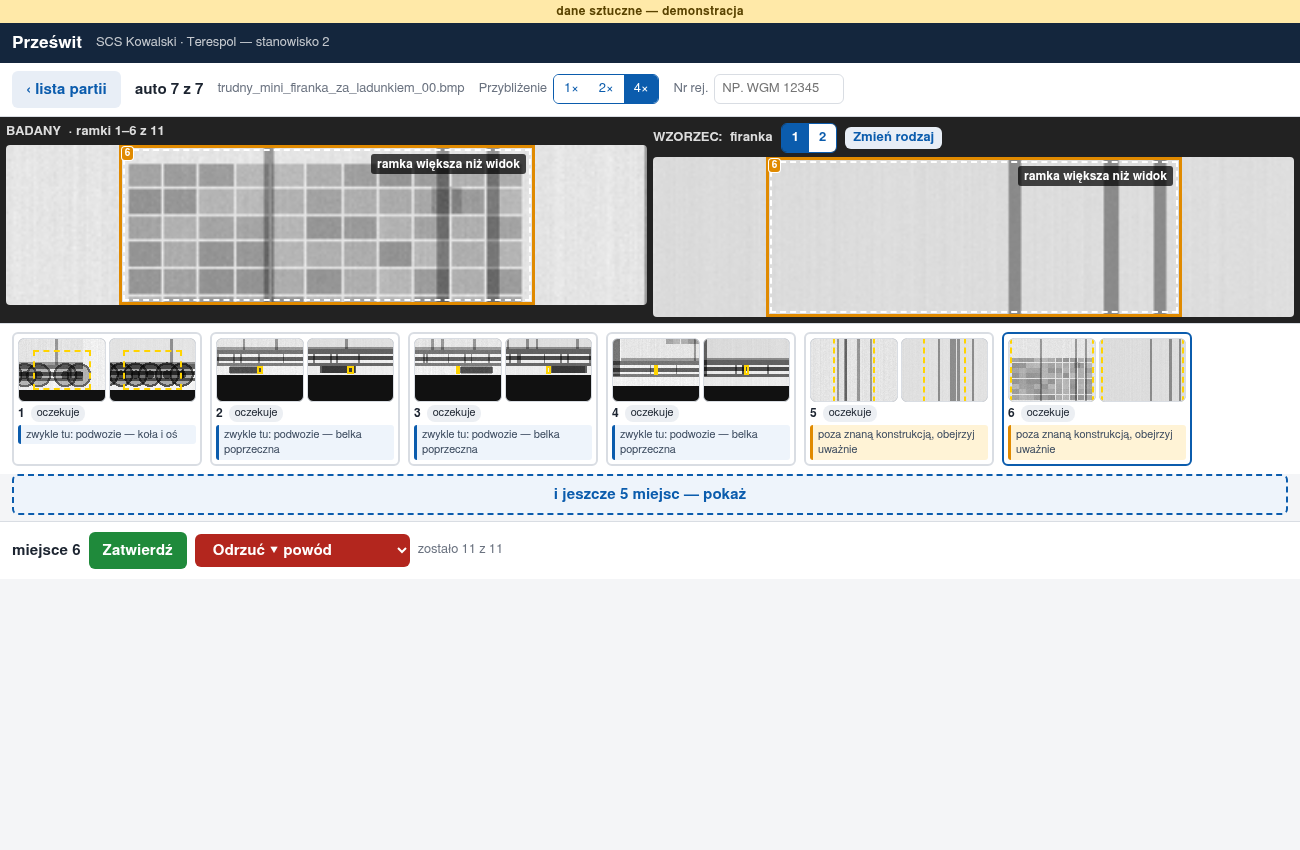 dane sztuczne — demonstracja
Prześwit SCS Kowalski · Terespol — stanowisko 2
‹ lista partii auto 7 z 7 trudny_mini_firanka_za_ladunkiem_00.bmp Przybliżenie 1× 2× 4× Nr rej. NP. WGM 12345
BADANY · ramki 1–6 z 11
WZORZEC: firanka 1 2 Zmień rodzaj
6 ramka większa niż widok
6 ramka większa niż widok
1 oczekuje
zwykle tu: podwozie — koła i oś
2 oczekuje
zwykle tu: podwozie — belka
poprzeczna
3 oczekuje
zwykle tu: podwozie — belka
poprzeczna
4 oczekuje
zwykle tu: podwozie — belka
poprzeczna
5 oczekuje
poza znaną konstrukcją, obejrzyj
uważnie
6 oczekuje
poza znaną konstrukcją, obejrzyj
uważnie
i jeszcze 5 miejsc — pokaż
miejsce 6 Zatwierdź Odrzuć ▾ powód zostało 11 z 11